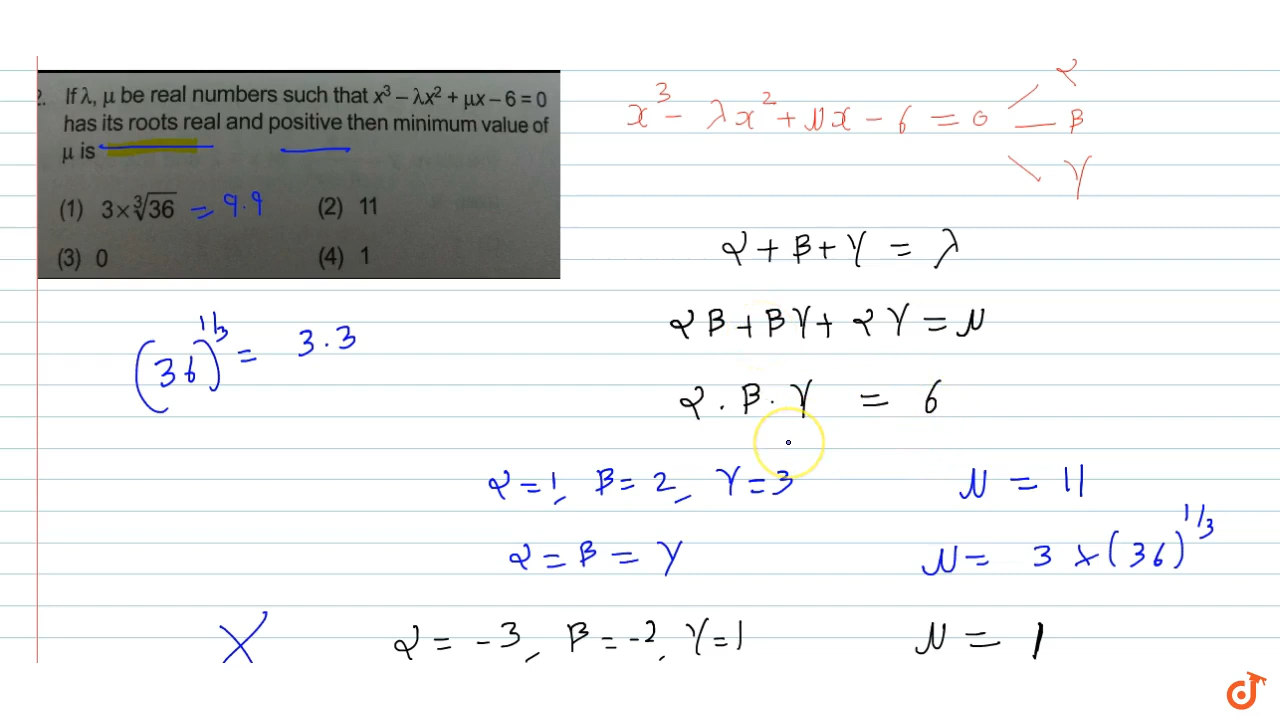 2. If λ, μ be real numbers such that x³ – λx² + μx – 6 = 0
has its roots real and positive then minimum value of
μ is
(1) 3×∛36 = 9.9 (2) 11
(3) 0 (4) 1
(36)^1/3 = 3.3
x³ – λx² + μx – 6 = 0
α
β
γ
α + β + γ = λ
αβ + βγ + αγ = μ
α . β . γ = 6
α = 1, β = 2, γ = 3 μ = 11
α = β = γ μ = 3 × (36)^1/3
X α = -3, β = -2, γ = 1 μ = 1